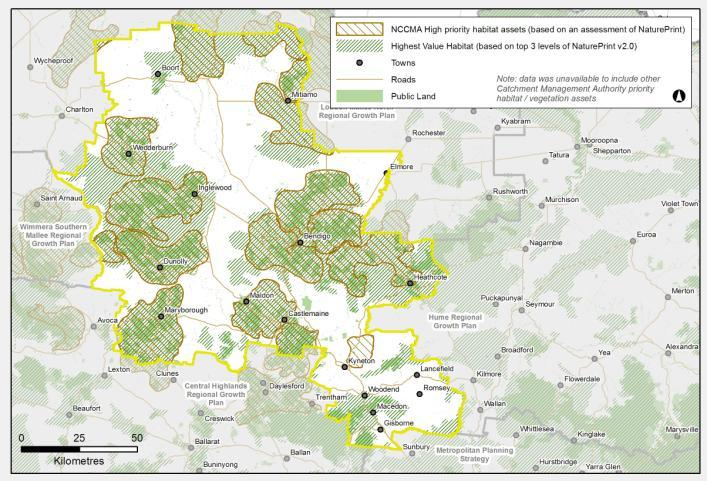 NCCMA High priority habitat assets (based on an assessment of NaturePrint)
Highest Value Habitat (based on top 3 levels of NaturePrint v2.0)
Towns
Roads
Public Land
Note: data was unavailable to include other
Catchment Management Authority priority
habitat / vegetation assets
Wycheproof
Boort
Mitiamo
Regional Growth Plan
Charlton
Kyabram
Rochester
Mooroopna
Shepparton
Tatura
Wedderburn
Elmore
Inglewood
Rushworth
Saint Arnaud
Murchison
Violet Town
Wimmera Southern
Mallee Regional
Growth Plan
Bendigo
Euroa
Nagambie
Dunolly
Heathcote
Merton
Maldon
Puckapunyal
Seymour
Maryborough
Castlemaine
Avoca
Hume Regional
Growth Plan
Broadford
Yea
Alexandra
Kyneton
Lexton
Clunes
Lancefield
Kilmore
Flowerdale
Central Highlands
Regional Growth
Plan
Daylesford
Woodend
Romsey
Trentham
Beaufort
Macedon
Wallan
Creswick
Gisborne
Whittlesea
Kinglake
Marysville
0 25 50
Kilometres
Ballarat
Ballan
Sunbury
Metropolitan Planning
Strategy
Buninyong
Hurstbridge
Yarra Glen